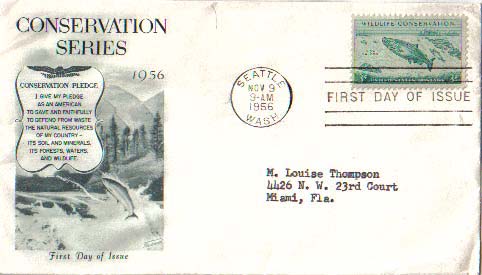 CONSERVATION
SERIES
1956
CONSERVATION PLEDGE
I GIVE MY PLEDGE
AS AN AMERICAN
TO SAVE AND FAITHFULLY
TO DEFEND FROM WASTE
THE NATURAL RESOURCES
OF MY COUNTRY -
ITS SOIL AND MINERALS,
ITS FORESTS, WATERS,
AND WILDLIFE.
First Day of Issue
SEATTLE
NOV 9
9-AM
1956
WASH.
WILDLIFE CONSERVATION
3¢
FIRST DAY OF ISSUE
M. Louise Thompson
4426 N. W. 23rd Court
Miami, Fla.